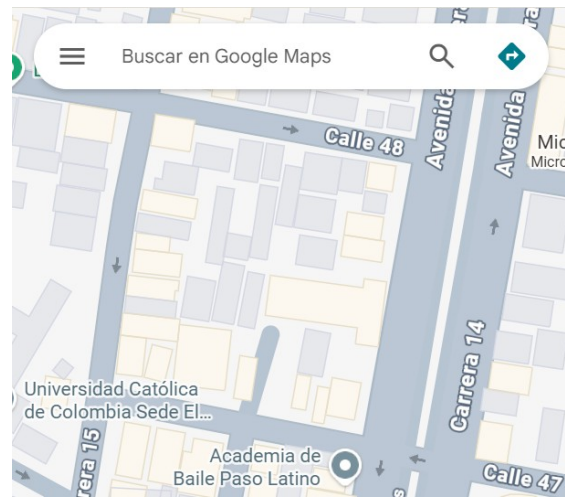 Buscar en Google Maps
Calle 48
Avenida
Avenida
Mic
Micro
Carrera 14
Universidad Católica
de Colombia Sede El...
Academia de
Baile Paso Latino
rera 15
Calle 47